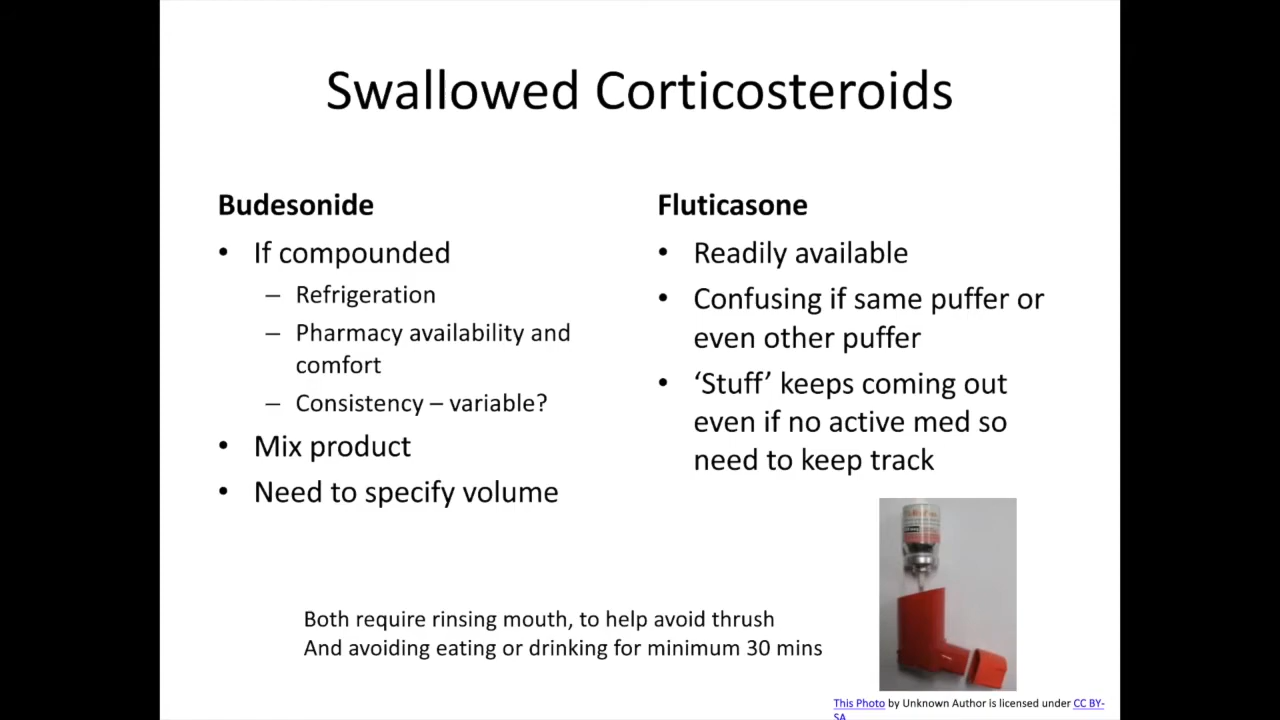 Swallowed Corticosteroids
Budesonide
• If compounded
– Refrigeration
– Pharmacy availability and
comfort
– Consistency – variable?
• Mix product
• Need to specify volume
Fluticasone
• Readily available
• Confusing if same puffer or
even other puffer
• ‘Stuff’ keeps coming out
even if no active med so
need to keep track
Both require rinsing mouth, to help avoid thrush
And avoiding eating or drinking for minimum 30 mins
This Photo by Unknown Author is licensed under CC BY-
SA